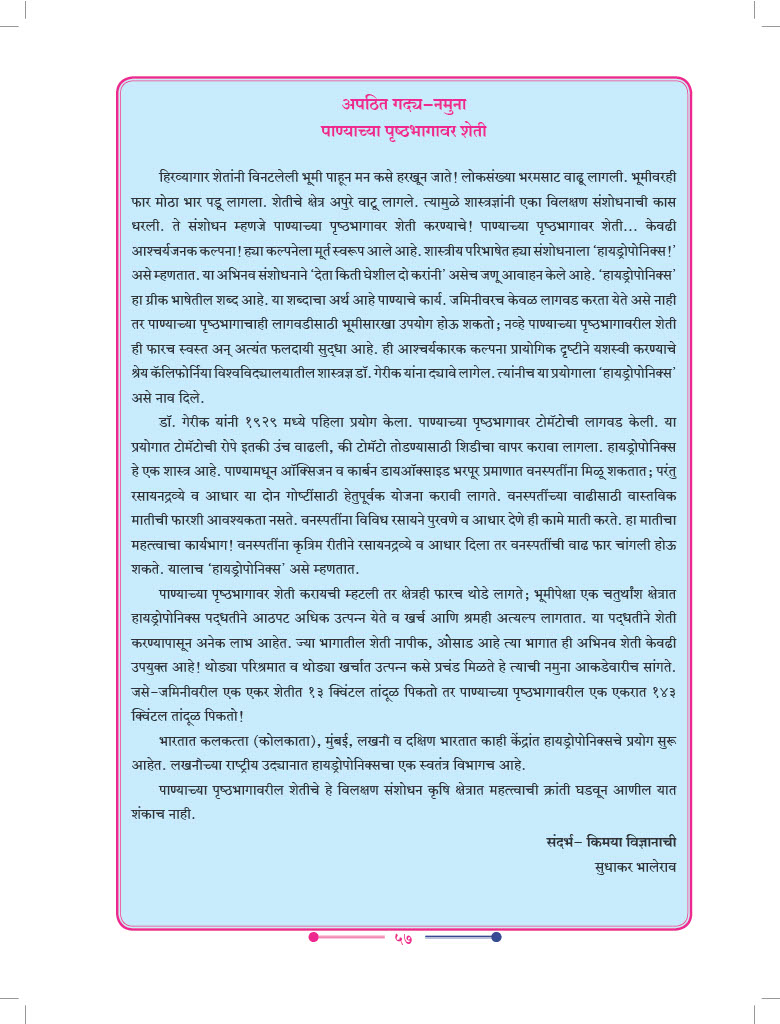 अपठित गद्य-नमुना
पाण्याच्या पृष्ठभागावर शेती
हिरव्यागार शेतांनी विनटलेली भूमी पाहून मन कसे हरखून जाते! लोकसंख्या भरमसाट वाढू लागली. भूमीवरही
फार मोठा भार पडू लागला. शेतीचे क्षेत्र अपुरे वाटू लागले. त्यामुळे शास्त्रज्ञांनी एका विलक्षण संशोधनाची कास
धरली. ते संशोधन म्हणजे पाण्याच्या पृष्ठभागावर शेती करण्याचे! पाण्याच्या पृष्ठभागावर शेती... केवढी
आश्चर्यजनक कल्पना! ह्या कल्पनेला मूर्त स्वरूप आले आहे. शास्त्रीय परिभाषेत ह्या संशोधनाला ‘हायड्रोपोनिक्स!’
असे म्हणतात. या अभिनव संशोधनाने ‘देता किती घेशील दो करांनी’ असेच जणू आवाहन केले आहे. ‘हायड्रोपोनिक्स’
हा ग्रीक भाषेतील शब्द आहे. या शब्दाचा अर्थ आहे पाण्याचे कार्य. जमिनीवरच केवळ लागवड करता येते असे नाही
तर पाण्याच्या पृष्ठभागाचाही लागवडीसाठी भूमीसारखा उपयोग होऊ शकतो; नव्हे पाण्याच्या पृष्ठभागावरील शेती
ही फारच स्वस्त अन् अत्यंत फलदायी सुद्धा आहे. ही आश्चर्यकारक कल्पना प्रायोगिक दृष्टीने यशस्वी करण्याचे
श्रेय कॅलिफोर्निया विश्वविद्यालयातील शास्त्रज्ञ डॉ. गेरीक यांना द्यावे लागेल. त्यांनीच या प्रयोगाला ‘हायड्रोपोनिक्स’
असे नाव दिले.
डॉ. गेरीक यांनी १९२९ मध्ये पहिला प्रयोग केला. पाण्याच्या पृष्ठभागावर टोमॅटोची लागवड केली. या
प्रयोगात टोमॅटोची रोपे इतकी उंच वाढली, की टोमॅटो तोडण्यासाठी शिडीचा वापर करावा लागला. हायड्रोपोनिक्स
हे एक शास्त्र आहे. पाण्यामधून ऑक्सिजन व कार्बन डायऑक्साइड भरपूर प्रमाणात वनस्पतींना मिळू शकतात; परंतु
रसायनद्रव्ये व आधार या दोन गोष्टींसाठी हेतुपूर्वक योजना करावी लागते. वनस्पतींच्या वाढीसाठी वास्तविक
मातीची फारशी आवश्यकता नसते. वनस्पतींना विविध रसायने पुरवणे व आधार देणे ही कामे माती करते. हा मातीचा
महत्त्वाचा कार्यभाग! वनस्पतींना कृत्रिम रीतीने रसायनद्रव्ये व आधार दिला तर वनस्पतींची वाढ फार चांगली होऊ
शकते. यालाच ‘हायड्रोपोनिक्स’ असे म्हणतात.
पाण्याच्या पृष्ठभागावर शेती करायची म्हटली तर क्षेत्रही फारच थोडे लागते; भूमीपेक्षा एक चतुर्थांश क्षेत्रात
हायड्रोपोनिक्स पद्धतीने आठपट अधिक उत्पन्न येते व खर्च आणि श्रमही अत्यल्प लागतात. या पद्धतीने शेती
करण्यापासून अनेक लाभ आहेत. ज्या भागातील शेती नापीक, ओसाड आहे त्या भागात ही अभिनव शेती केवढी
उपयुक्त आहे! थोड्या परिश्रमात व थोड्या खर्चात उत्पन्न कसे प्रचंड मिळते हे त्याची नमुना आकडेवारीच सांगते.
जसे-जमिनीवरील एक एकर शेतीत १३ क्विंटल तांदूळ पिकतो तर पाण्याच्या पृष्ठभागावरील एक एकरात १४३
क्विंटल तांदूळ पिकतो!
भारतात कलकत्ता (कोलकाता), मुंबई, लखनौ व दक्षिण भारतात काही केंद्रांत हायड्रोपोनिक्सचे प्रयोग सुरू
आहेत. लखनौच्या राष्ट्रीय उद्यानात हायड्रोपोनिक्सचा एक स्वतंत्र विभागच आहे.
पाण्याच्या पृष्ठभागावरील शेतीचे हे विलक्षण संशोधन कृषि क्षेत्रात महत्त्वाची क्रांती घडवून आणील यात
शंकाच नाही.
संदर्भ- किमया विज्ञानाची
सुधाकर भालेराव
५७